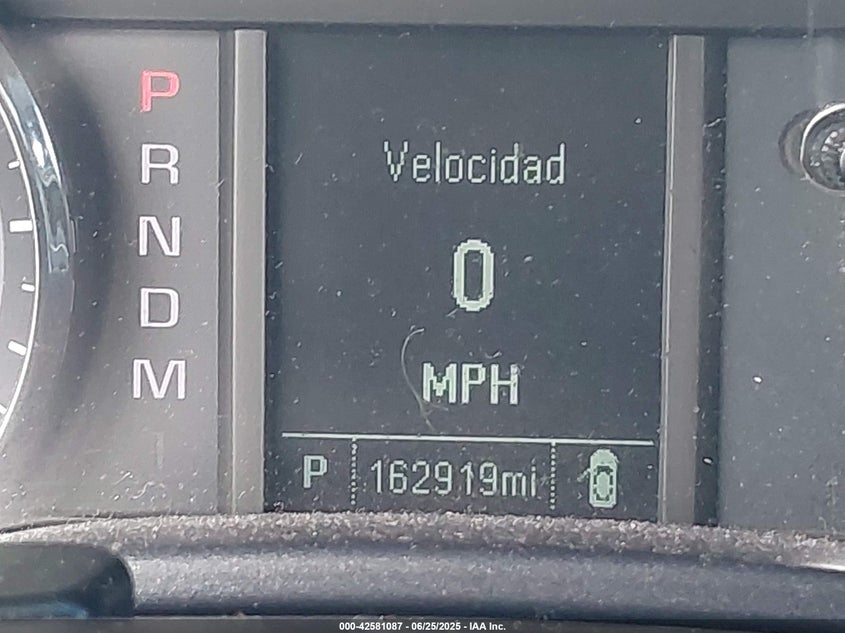 P
R
N
D
M
Velocidad
0
MPH
P 162919mi
000-42581087 - 06/25/2025 - IAA Inc.